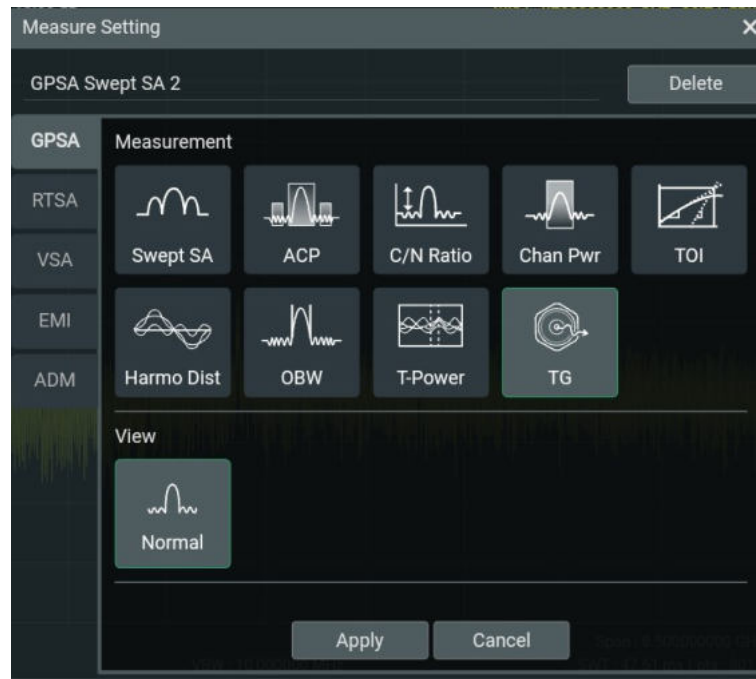 Measure Setting
GPSA Swept SA 2
Delete
GPSA
RTSA
VSA
EMI
ADM
Measurement
Swept SA
ACP
C/N Ratio
Chan Pwr
TOI
Harmo Dist
OBW
T-Power
TG
View
Normal
Apply
Cancel